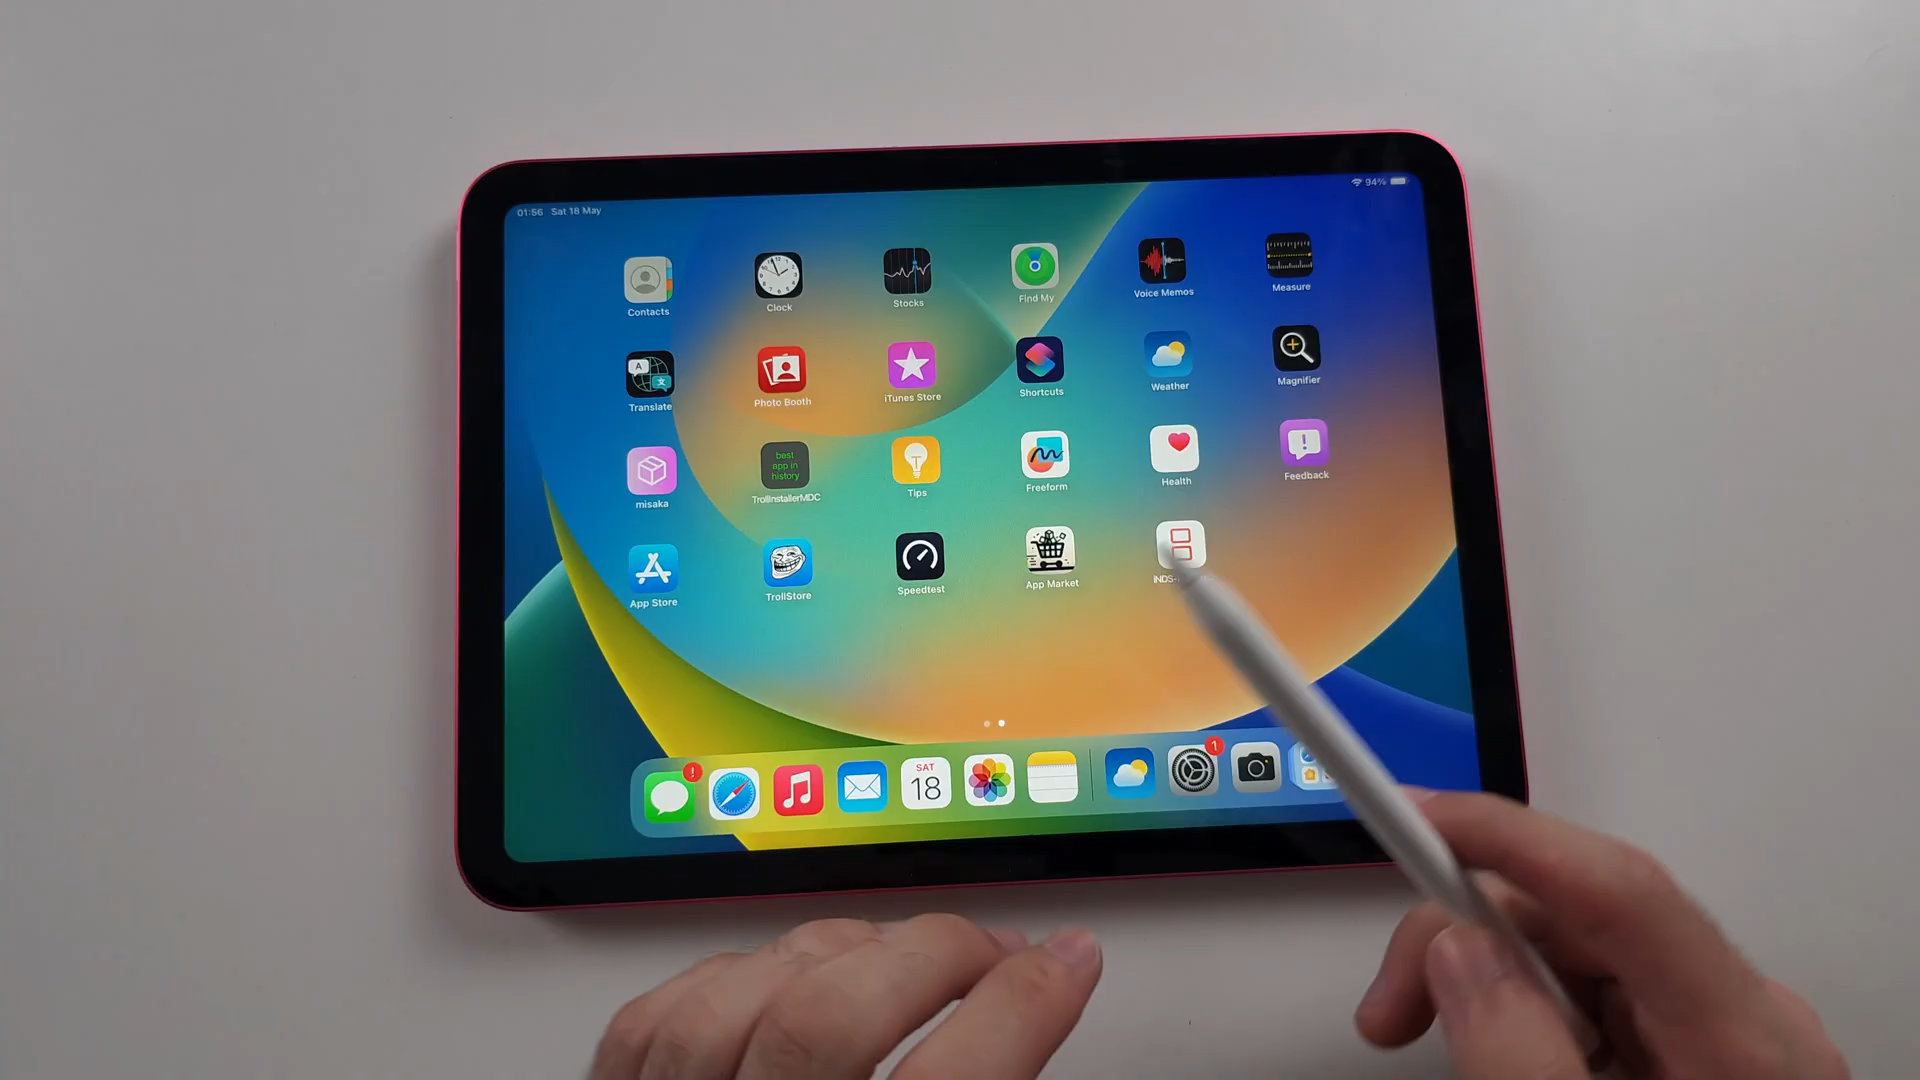 01:56 Sat 18 May
94%
Contacts
Clock
Stocks
Find My
Voice Memos
Measure
Translate
Photo Booth
iTunes Store
Shortcuts
Weather
Magnifier
misaka
best
app in
history
TrollInstallerMDC
Tips
Freeform
Health
Feedback
App Store
TrollStore
Speedtest
App Market
SAT
18
1